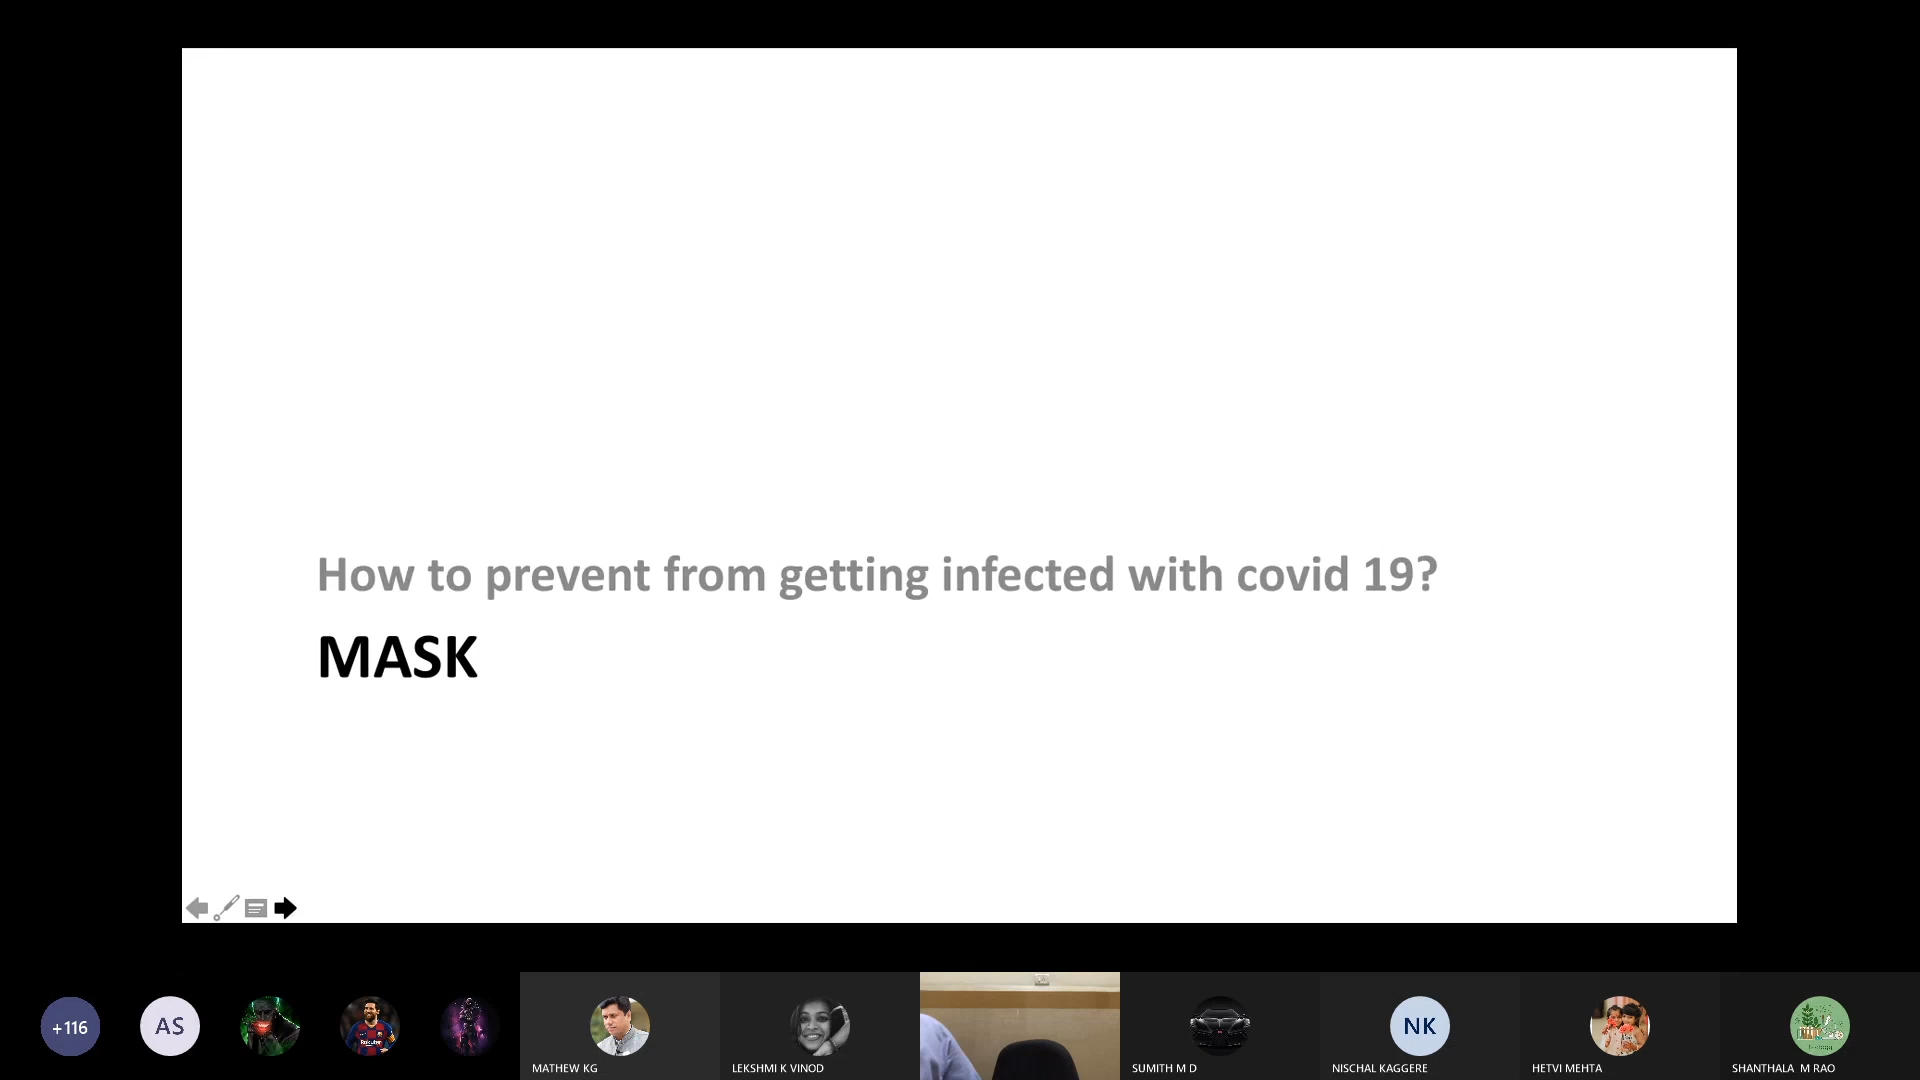 How to prevent from getting infected with covid 19?
MASK
+116
AS
Rakuten
NK
MATHEW KG
LEKSHMI K VINOD
SUMITH M D
NISCHAL KAGGERE
HETVI MEHTA
SHANTHALA M RAO